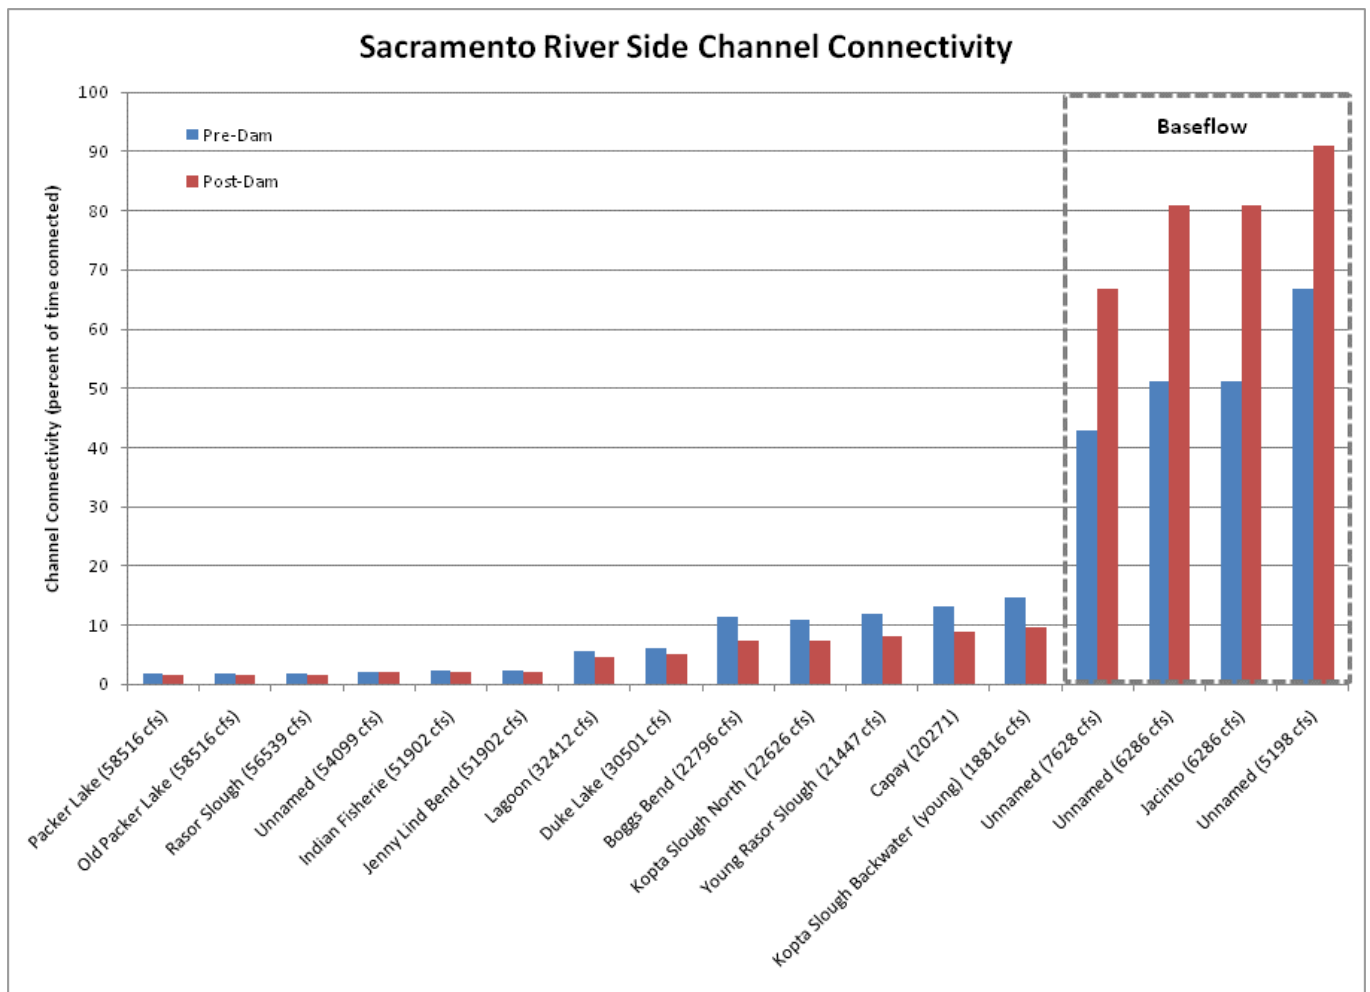 Sacramento River Side Channel Connectivity
Channel Connectivity (percent of time connected)
100
90
80
70
60
50
40
30
20
10
0
Pre-Dam
Post-Dam
Baseflow
Packer Lake (58516 cfs)
Old Packer Lake (58516 cfs)
Rasor Slough (56539 cfs)
Unnamed (54099 cfs)
Indian Fisherie (51902 cfs)
Jenny Lind Bend (51902 cfs)
Lagoon (32412 cfs)
Duke Lake (30501 cfs)
Boggs Bend (22796 cfs)
Kopta Slough North (22626 cfs)
Young Rasor Slough (21447 cfs)
Capay (20271)
Kopta Slough Backwater (young) (18816 cfs)
Unnamed (7628 cfs)
Unnamed (6286 cfs)
Jacinto (6286 cfs)
Unnamed (5198 cfs)